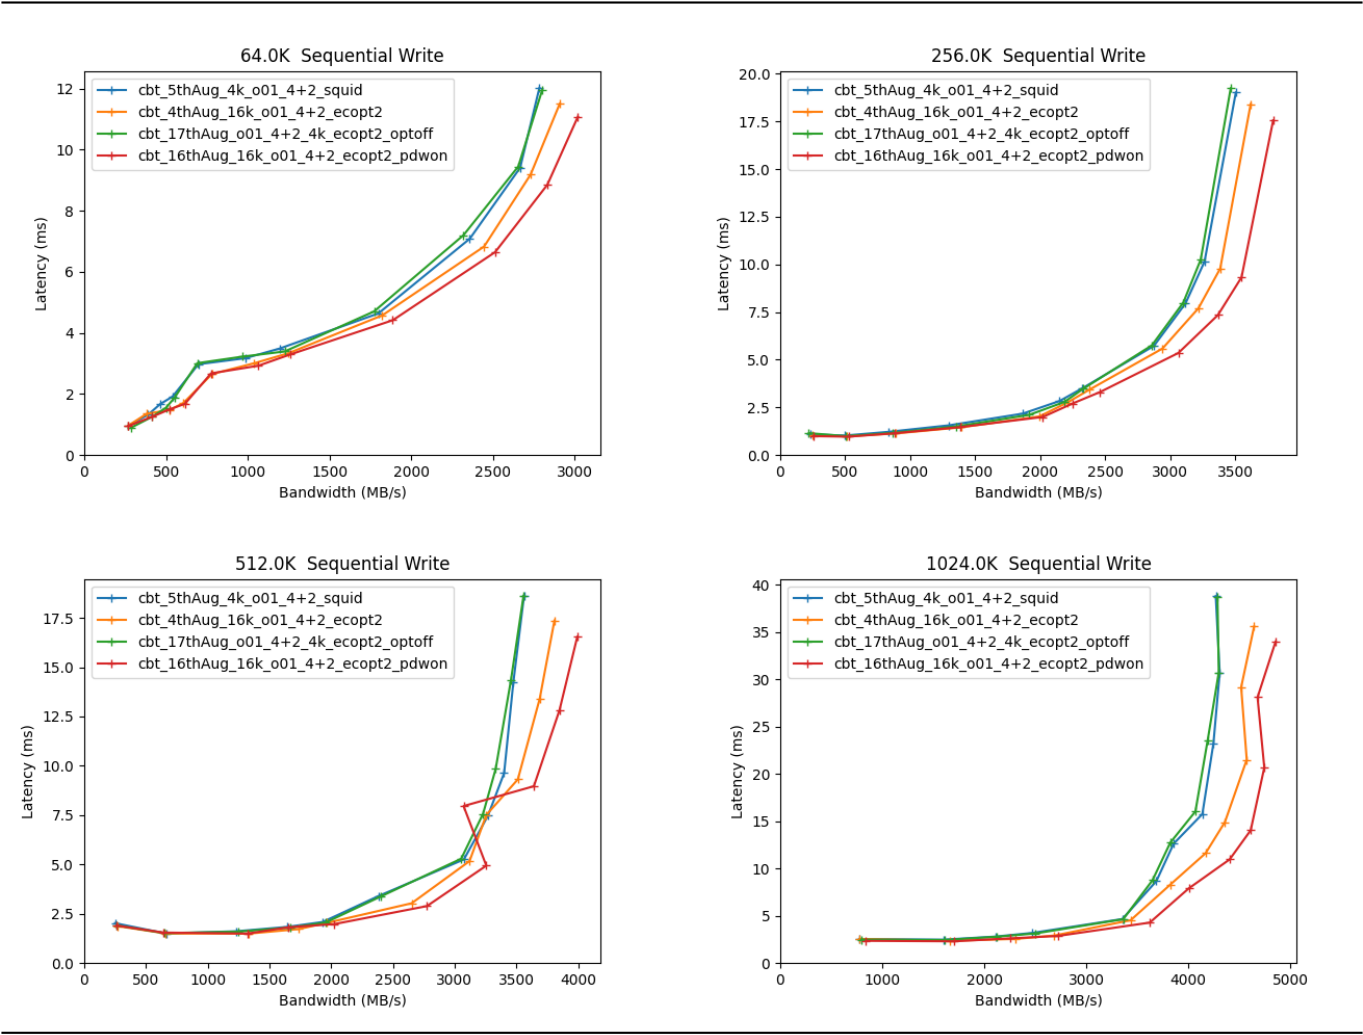 64.0K  Sequential Write
cbt_5thAug_4k_o01_4+2_squid
cbt_4thAug_16k_o01_4+2_ecopt2
cbt_17thAug_o01_4+2_4k_ecopt2_optoff
cbt_16thAug_16k_o01_4+2_ecopt2_pdwon
12
10
8
6
4
2
0
Latency (ms)
0 500 1000 1500 2000 2500 3000
Bandwidth (MB/s)
256.0K  Sequential Write
cbt_5thAug_4k_o01_4+2_squid
cbt_4thAug_16k_o01_4+2_ecopt2
cbt_17thAug_o01_4+2_4k_ecopt2_optoff
cbt_16thAug_16k_o01_4+2_ecopt2_pdwon
20.0
17.5
15.0
12.5
10.0
7.5
5.0
2.5
0.0
Latency (ms)
0 500 1000 1500 2000 2500 3000 3500
Bandwidth (MB/s)
512.0K  Sequential Write
cbt_5thAug_4k_o01_4+2_squid
cbt_4thAug_16k_o01_4+2_ecopt2
cbt_17thAug_o01_4+2_4k_ecopt2_optoff
cbt_16thAug_16k_o01_4+2_ecopt2_pdwon
17.5
15.0
12.5
10.0
7.5
5.0
2.5
0.0
Latency (ms)
0 500 1000 1500 2000 2500 3000 3500 4000
Bandwidth (MB/s)
1024.0K  Sequential Write
cbt_5thAug_4k_o01_4+2_squid
cbt_4thAug_16k_o01_4+2_ecopt2
cbt_17thAug_o01_4+2_4k_ecopt2_optoff
cbt_16thAug_16k_o01_4+2_ecopt2_pdwon
40
35
30
25
20
15
10
5
0
Latency (ms)
0 1000 2000 3000 4000 5000
Bandwidth (MB/s)